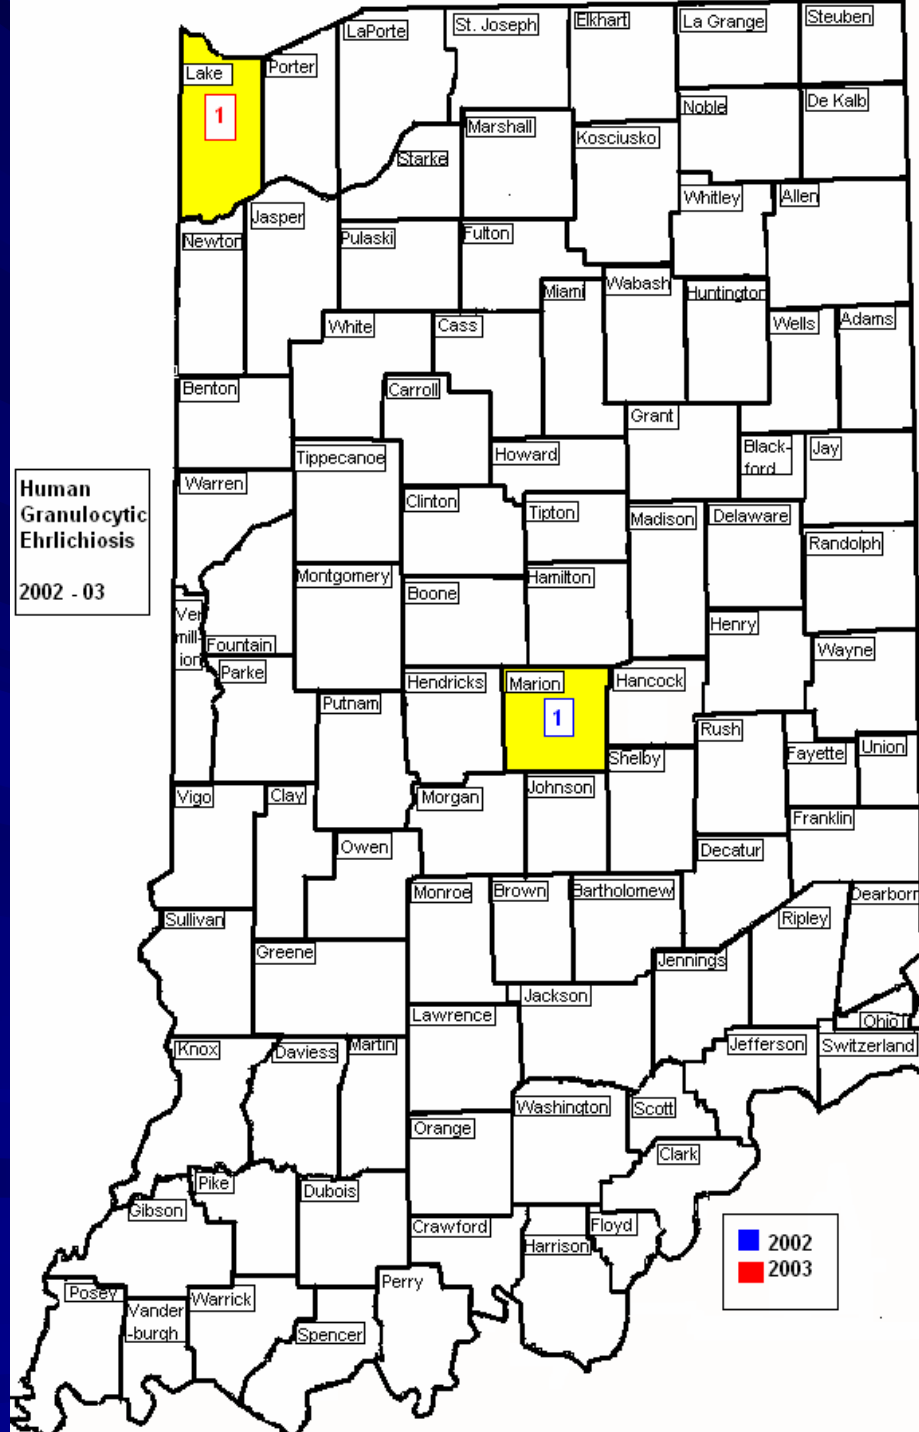 LaPorte
St. Joseph
Elkhart
La Grange
Steuben
Lake
Porter
1
Noble
De Kalb
Starke
Marshall
Kosciusko
Whitley
Allen
Jasper
Newton
Pulaski
Fulton
Miami
Wabash
Huntington
White
Cass
Wells
Adams
Benton
Carroll
Grant
Tippecanoe
Howard
Black-
ford
Jay
Warren
Human
Granulocytic
Ehrlichiosis
2002 - 03
Clinton
Tipton
Madison
Delaware
Randolph
Montgomery
Boone
Hamilton
Ver
mill-
ion
Fountain
Henry
Wayne
Parke
Hendricks
Marion
1
Hancock
Putnam
Rush
Fayette
Union
Shelby
Vigo
Clay
Morgan
Johnson
Franklin
Owen
Decatur
Monroe
Brown
Bartholomew
Dearborn
Ripley
Sullivan
Greene
Jennings
Jackson
Lawrence
Ohio
Knox
Daviess
Martin
Jefferson
Switzerland
Washington
Scott
Orange
Clark
Pike
Dubois
Gibson
Crawford
Floyd
Harrison
2002
2003
Perry
Posey
Warrick
Vander
-burgh
Spencer